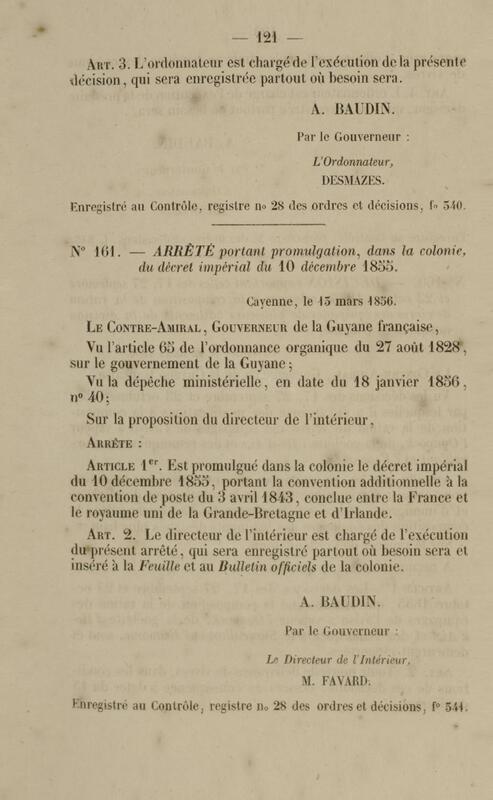 — 121 —
ART. 3. L'ordonnateur est chargé de l'exécution de la présente
décision, qui sera enregistrée partout où besoin sera.
A. BAUDIN.
Par le Gouverneur :
L'Ordonnateur,
DESMAZES.
Enregistré au Contrôle, registre no 28 des ordres et décisions, fo 340.
N° 161. — ARRÊTÉ portant promulgation, dans la colonie,
du décret impérial du 10 décembre 1855.
Cayenne, le 15 mars 1856.
LE CONTRE-AMIRAL, GOUVERNEUR de la Guyane française,
Vu l'article 65 de l'ordonnance organique du 27 août 1828,
sur le gouvernement de la Guyane;
Vu la dépêche ministérielle, en date du 18 janvier 1856,
n° 40;
Sur la proposition du directeur de l'intérieur,
ARRÊTE :
ARTICLE 1er. Est promulgué dans la colonie le décret impérial
du 10 décembre 1855, portant la convention additionnelle à la
convention de poste du 3 avril 1843, conclue entre la France et
le royaume uni de la Grande-Bretagne et d'Irlande.
ART. 2. Le directeur de l'intérieur est chargé de l'exécution
du présent arrêté, qui sera enregistré partout où besoin sera et
inséré à la Feuille et au Bulletin officiels de la colonie.
A. BAUDIN.
Par le Gouverneur :
Le Directeur de l'Intérieur,
M. FAVARD.
Enregistré au Contrôle, registre no 28 des ordres et décisions, f° 341.